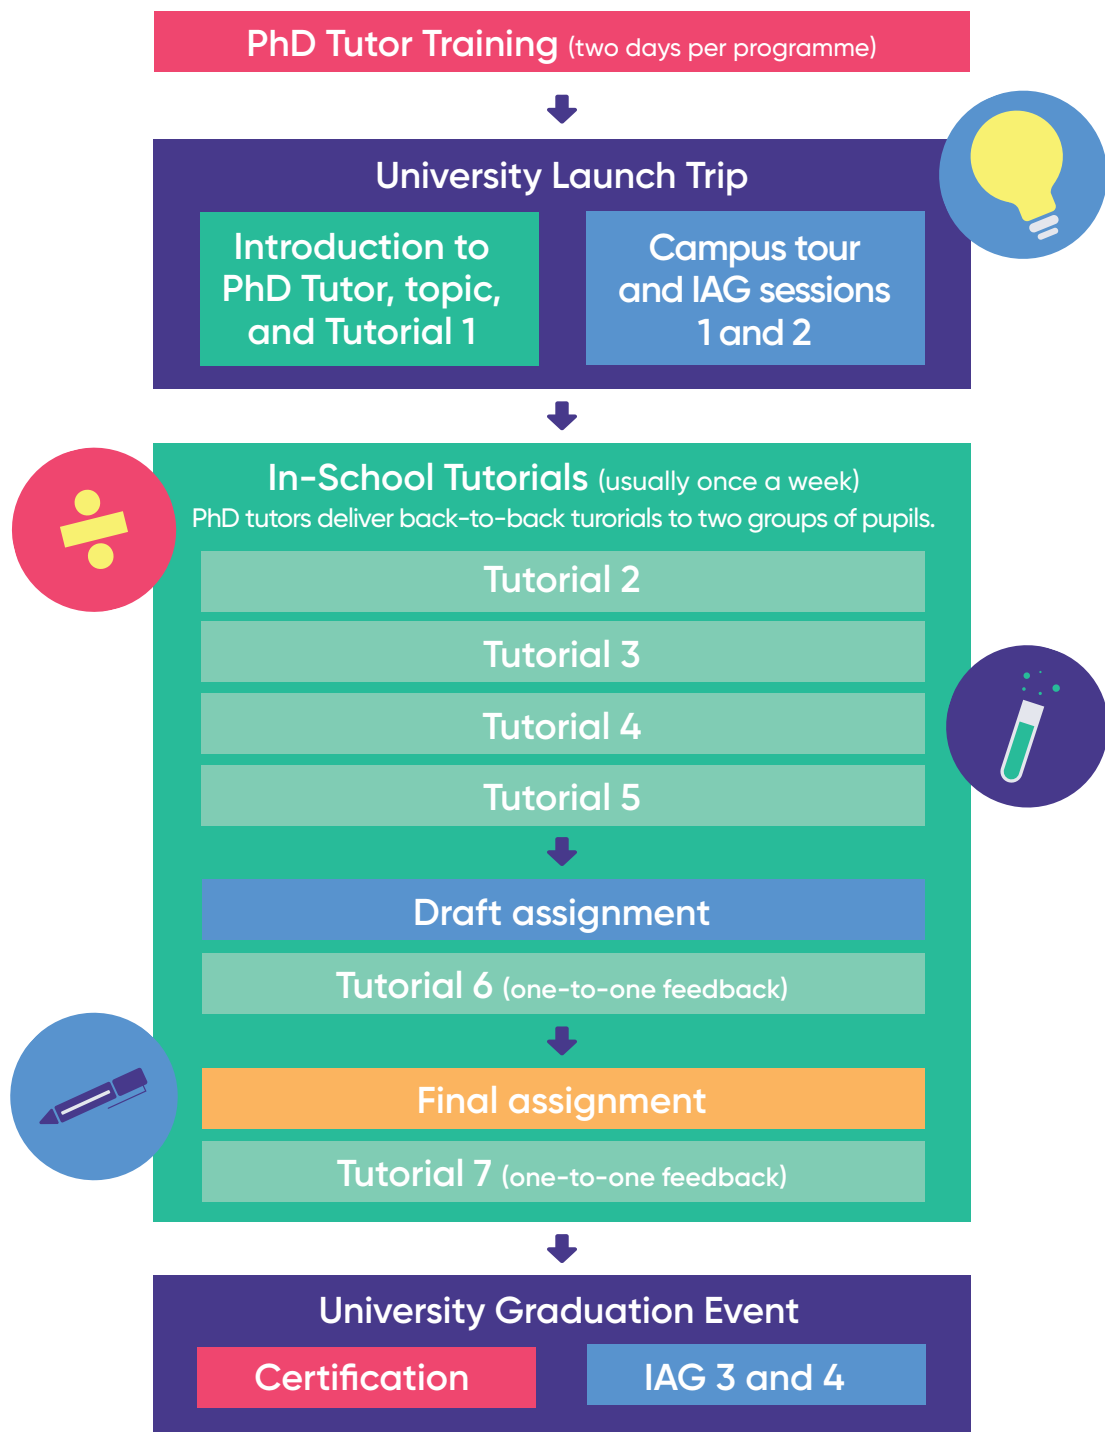 PhD Tutor Training (two days per programme)
University Launch Trip
Introduction to
PhD Tutor, topic,
and Tutorial 1
Campus tour
and IAG sessions
1 and 2
In-School Tutorials (usually once a week)
PhD tutors deliver back-to-back turorials to two groups of pupils.
Tutorial 2
Tutorial 3
Tutorial 4
Tutorial 5
Draft assignment
Tutorial 6 (one-to-one feedback)
Final assignment
Tutorial 7 (one-to-one feedback)
University Graduation Event
Certification
IAG 3 and 4